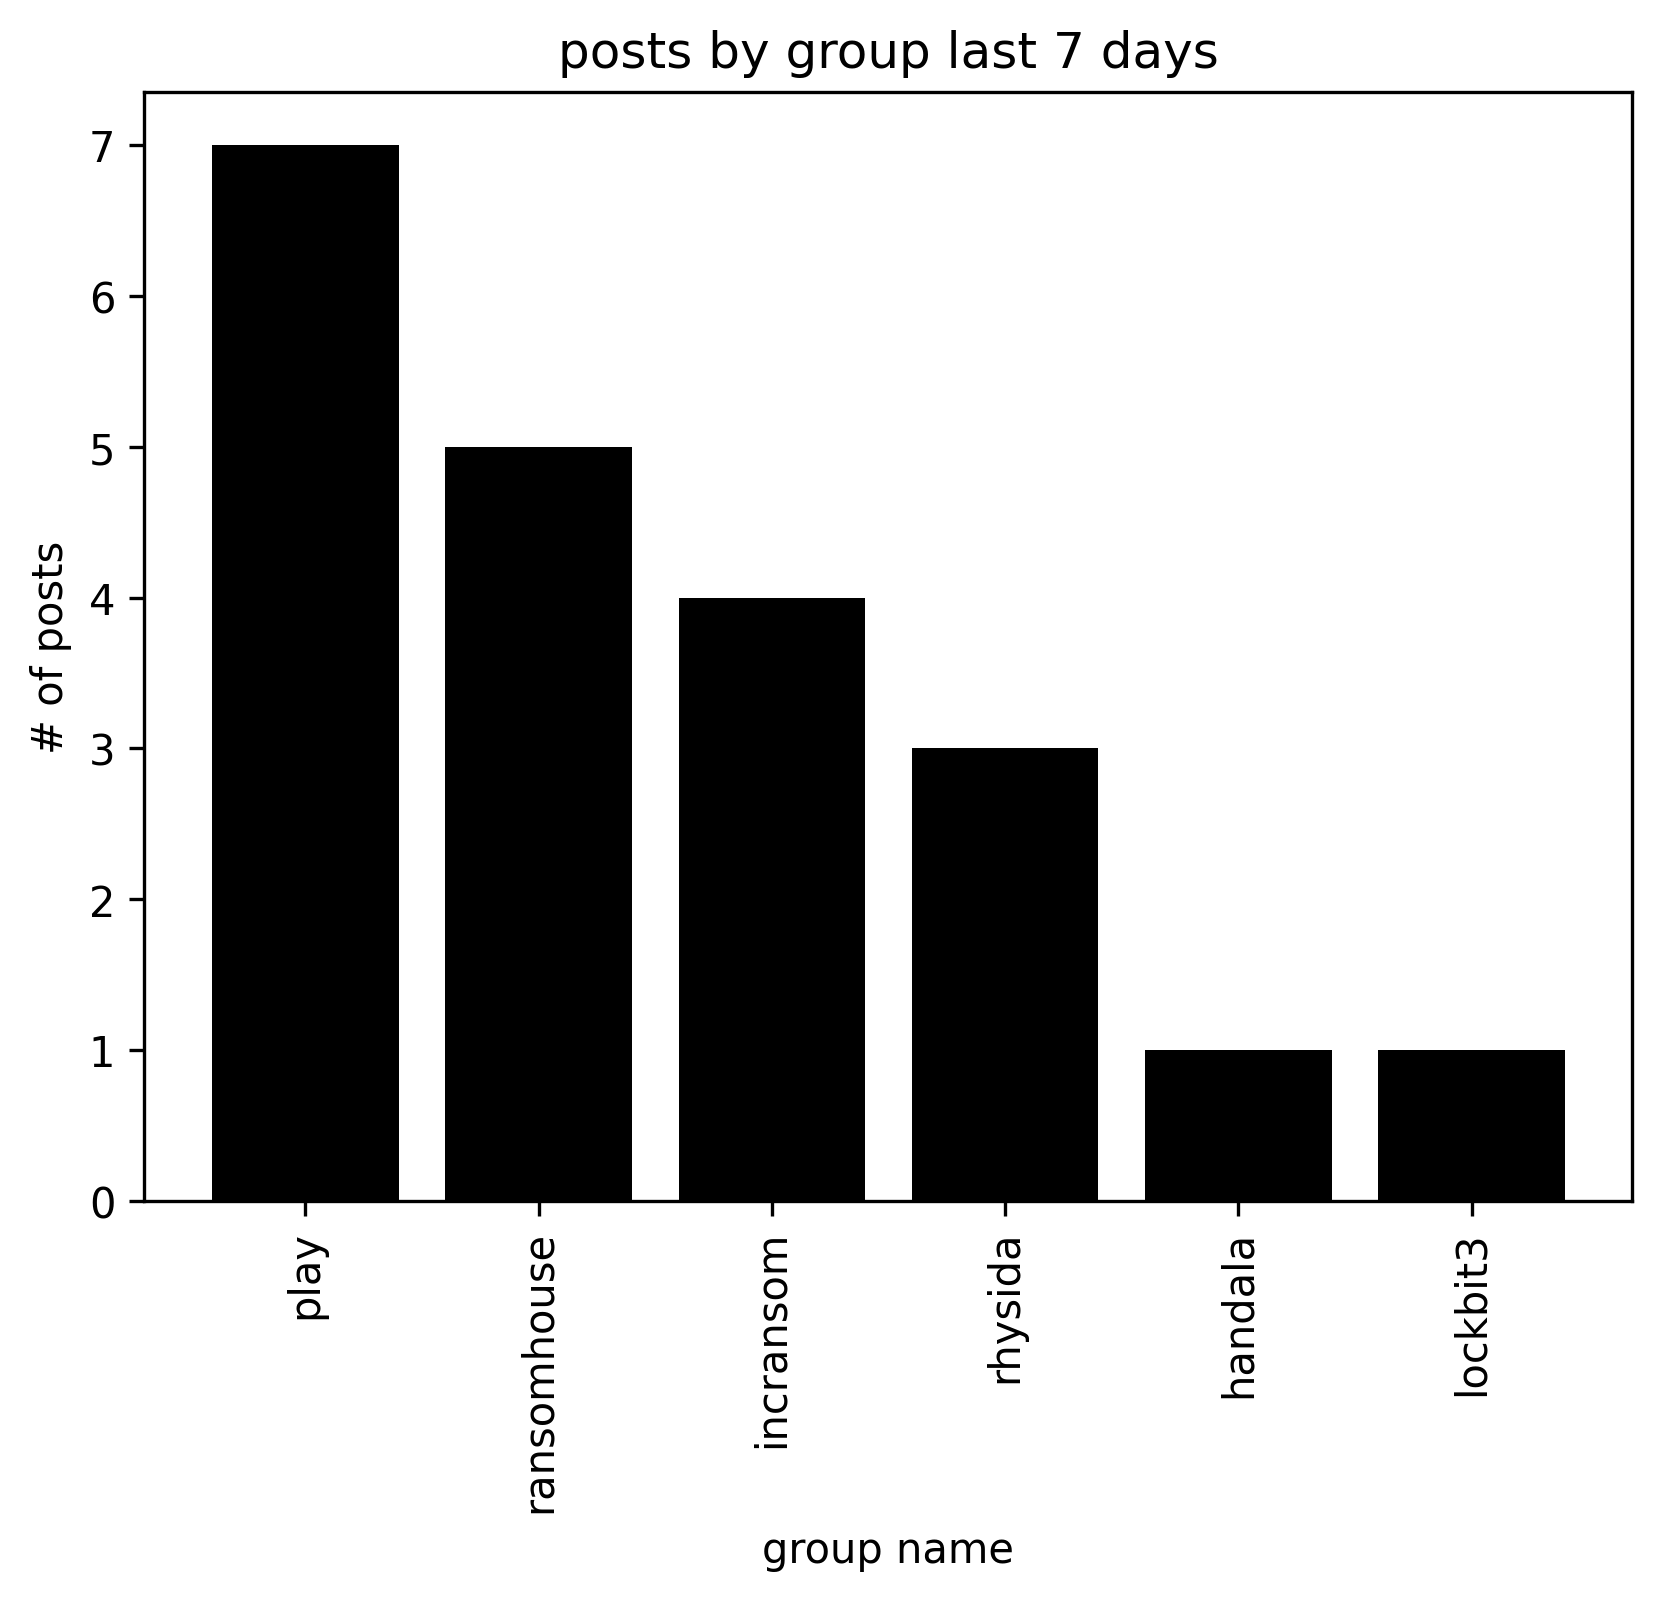 posts by group last 7 days
# of posts
7
6
5
4
3
2
1
0
play
ransomhouse
incransom
rhysida
handala
lockbit3
group name